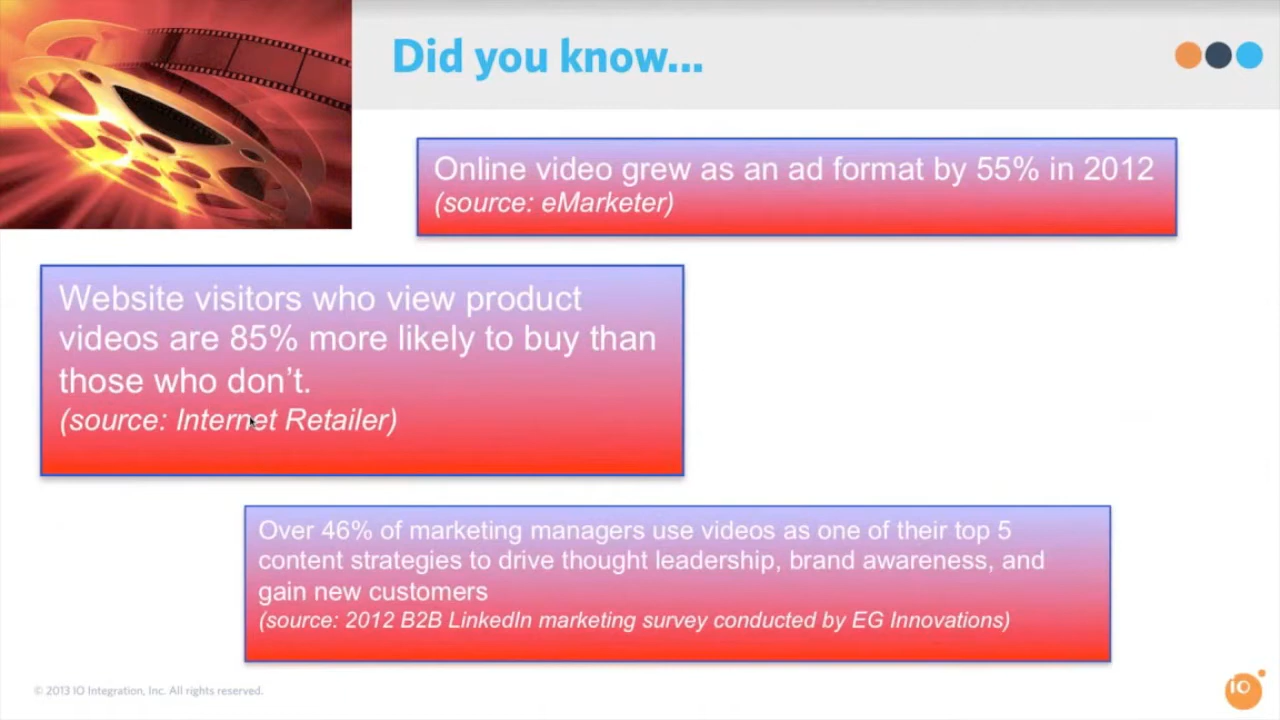 Did you know...
Online video grew as an ad format by 55% in 2012
(source: eMarketer)
Website visitors who view product
videos are 85% more likely to buy than
those who don’t.
(source: Internet Retailer)
Over 46% of marketing managers use videos as one of their top 5
content strategies to drive thought leadership, brand awareness, and
gain new customers
(source: 2012 B2B LinkedIn marketing survey conducted by EG Innovations)
© 2013 IO Integration, Inc. All rights reserved.
iO